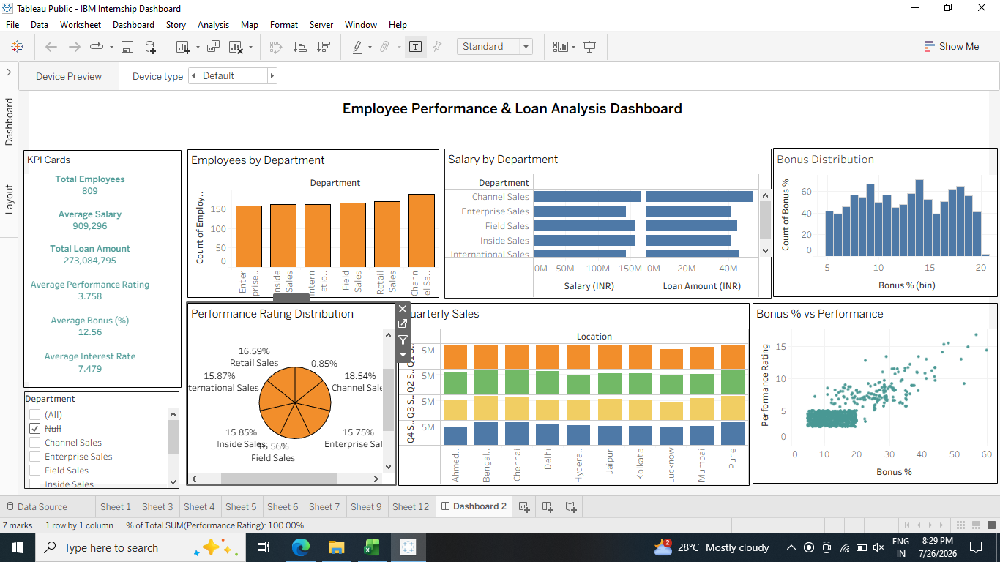 Tableau Public - IBM Internship Dashboard
File Data Worksheet Dashboard Story Analysis Map Format Server Window Help
Standard
Show Me
Device Preview Device type Default
Dashboard
Layout
Employee Performance & Loan Analysis Dashboard
KPI Cards
Total Employees
809
Average Salary
909,296
Total Loan Amount
273,084,795
Average Performance Rating
3.758
Average Bonus (%)
12.56
Average Interest Rate
7.479
Department
(All)
Null
Channel Sales
Enterprise Sales
Field Sales
Inside Sales
Employees by Department
Department
Count of Employ..
150
100
50
0
Enter prise..
Inside Sales
Intern atio..
Field Sales
Retail Sales
Chann el Sa..
Salary by Department
Department
Channel Sales
Enterprise Sales
Field Sales
Inside Sales
International Sales
0M 50M 100M 150M 0M 20M 40M
Salary (INR) Loan Amount (INR)
Bonus Distribution
Count of Bonus %
60
40
20
0
5 10 15 20
Bonus % (bin)
Performance Rating Distribution
16.59%
Retail Sales
0.85%
15.87%
ternational Sales
18.54%
Channel Sale
15.85%
Inside Sales
16.56%
Field Sales
15.75%
Enterprise Sal
uarterly Sales
Location
Q1 S..
5M
Q2 S..
5M
Q3 S..
5M
Q4 S..
5M
Ahmed.. Bengal.. Chennai Delhi Hydera.. Jaipur Kolkata Lucknow Mumbai Pune
Bonus % vs Performance
Performance Rating
15
10
5
0
0 10 20 30 40 50 60
Bonus %
Data Source Sheet 1 Sheet 3 Sheet 4 Sheet 5 Sheet 6 Sheet 7 Sheet 9 Sheet 12 Dashboard 2
7 marks 1 row by 1 column % of Total SUM(Performance Rating): 100.00%
Type here to search
2
28°C Mostly cloudy
ENG
IN
8:29 PM
7/26/2026